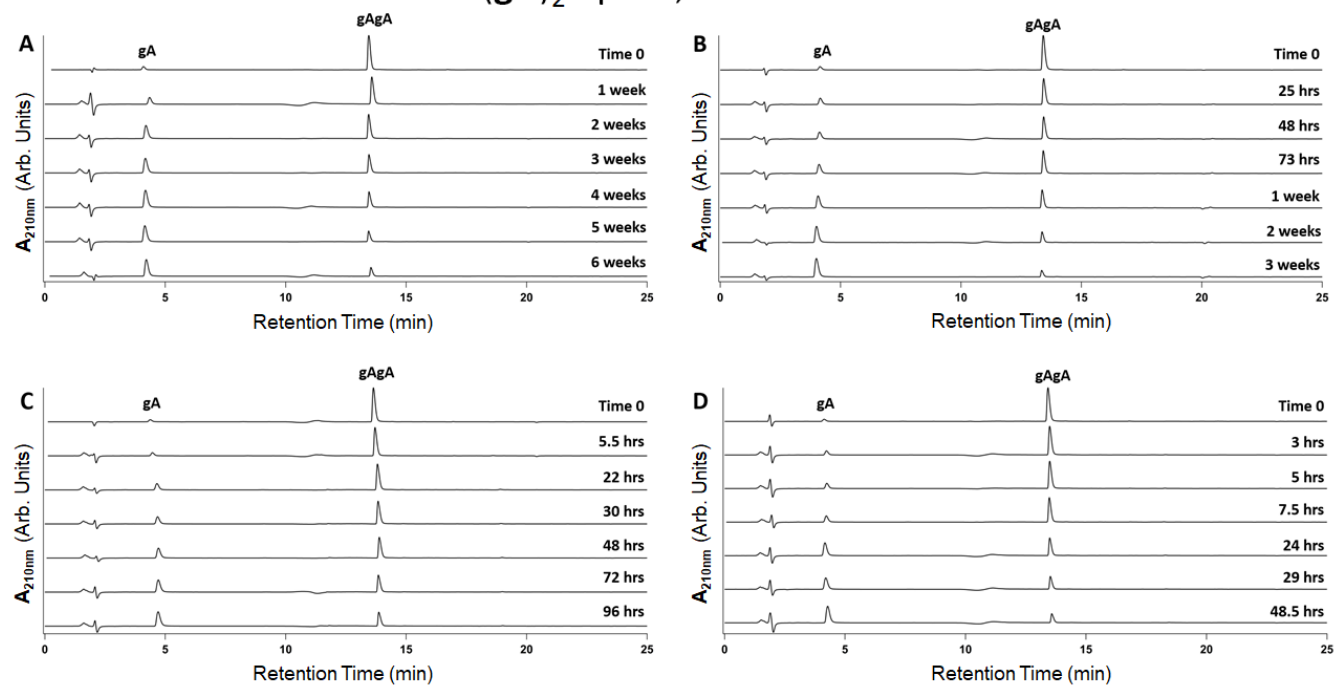 A
gA
gAgA
Time 0
1 week
2 weeks
3 weeks
4 weeks
5 weeks
6 weeks
A210nm (Arb. Units)
0 5 10 15 20 25
Retention Time (min)
B
gA
gAgA
Time 0
25 hrs
48 hrs
73 hrs
1 week
2 weeks
3 weeks
A210nm (Arb. Units)
0 5 10 15 20 25
Retention Time (min)
C
gA
gAgA
Time 0
5.5 hrs
22 hrs
30 hrs
48 hrs
72 hrs
96 hrs
A210nm (Arb. Units)
0 5 10 15 20 25
Retention Time (min)
D
gA
gAgA
Time 0
3 hrs
5 hrs
7.5 hrs
24 hrs
29 hrs
48.5 hrs
A210nm (Arb. Units)
0 5 10 15 20 25
Retention Time (min)